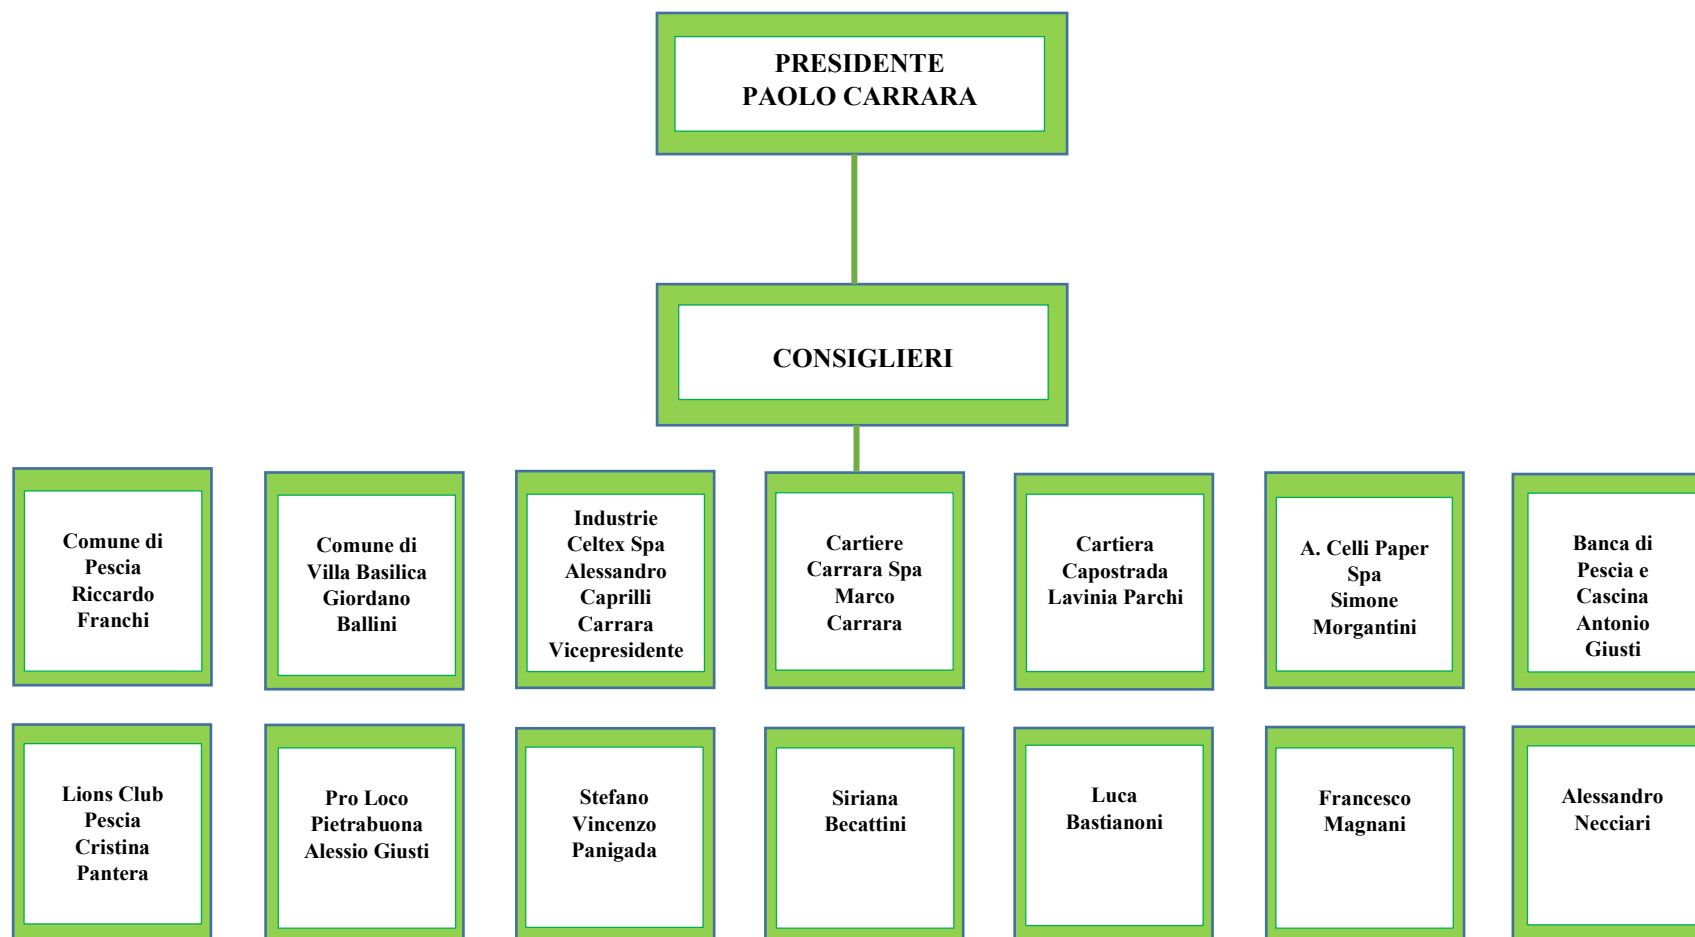 PRESIDENTE
PAOLO CARRARA
CONSIGLIERI
Comune di
Pescia
Riccardo
Franchi
Comune di
Villa Basilica
Giordano
Ballini
Industrie
Celtex Spa
Alessandro
Caprilli
Carrara
Vicepresidente
Cartiere
Carrara Spa
Marco
Carrara
Cartiera
Capostrada
Lavinia Parchi
A. Celli Paper
Spa
Simone
Morgantini
Banca di
Pescia e
Cascina
Antonio
Giusti
Lions Club
Pescia
Cristina
Pantera
Pro Loco
Pietrabuona
Alessio Giusti
Stefano
Vincenzo
Panigada
Siriana
Becattini
Luca
Bastianoni
Francesco
Magnani
Alessandro
Necciari